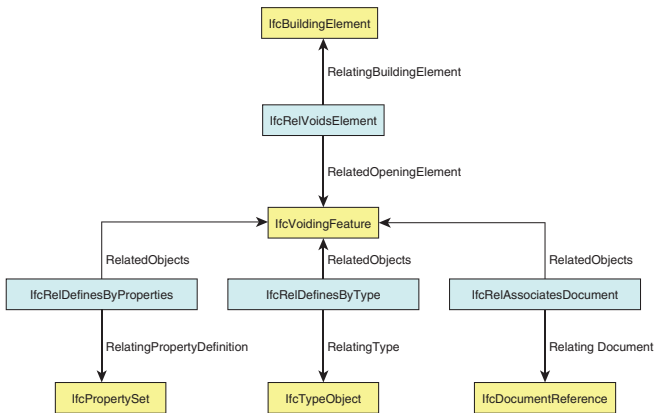 IfcBuildingElement
RelatingBuildingElement
IfcRelVoidsElement
RelatedOpeningElement
IfcVoidingFeature
RelatedObjects
RelatedObjects
RelatedObjects
IfcRelDefinesByProperties
IfcRelDefinesByType
IfcRelAssociatesDocument
RelatingPropertyDefinition
RelatingType
Relating Document
IfcPropertySet
IfcTypeObject
IfcDocumentReference